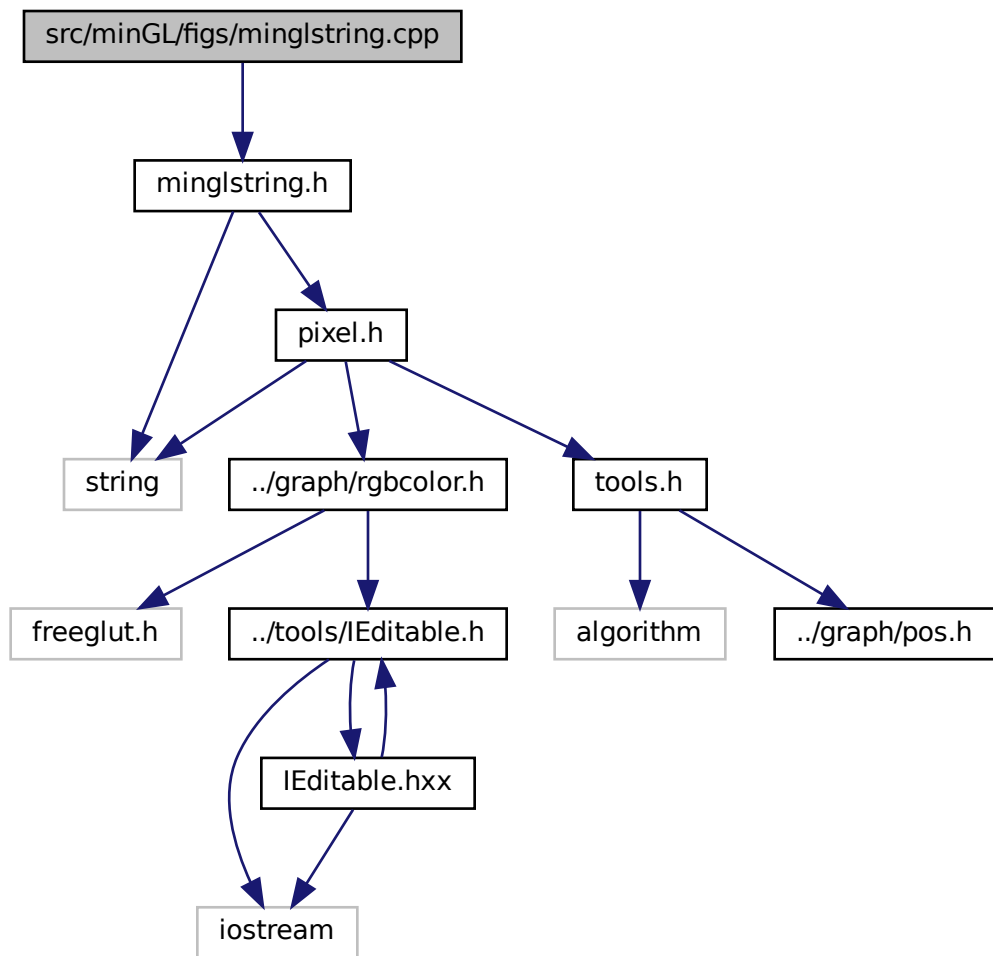 src/minGL/figs/minglstring.cpp
minglstring.h
pixel.h
string
../graph/rgbcolor.h
tools.h
freeglut.h
../tools/IEditable.h
algorithm
../graph/pos.h
IEditable.hxx
iostream